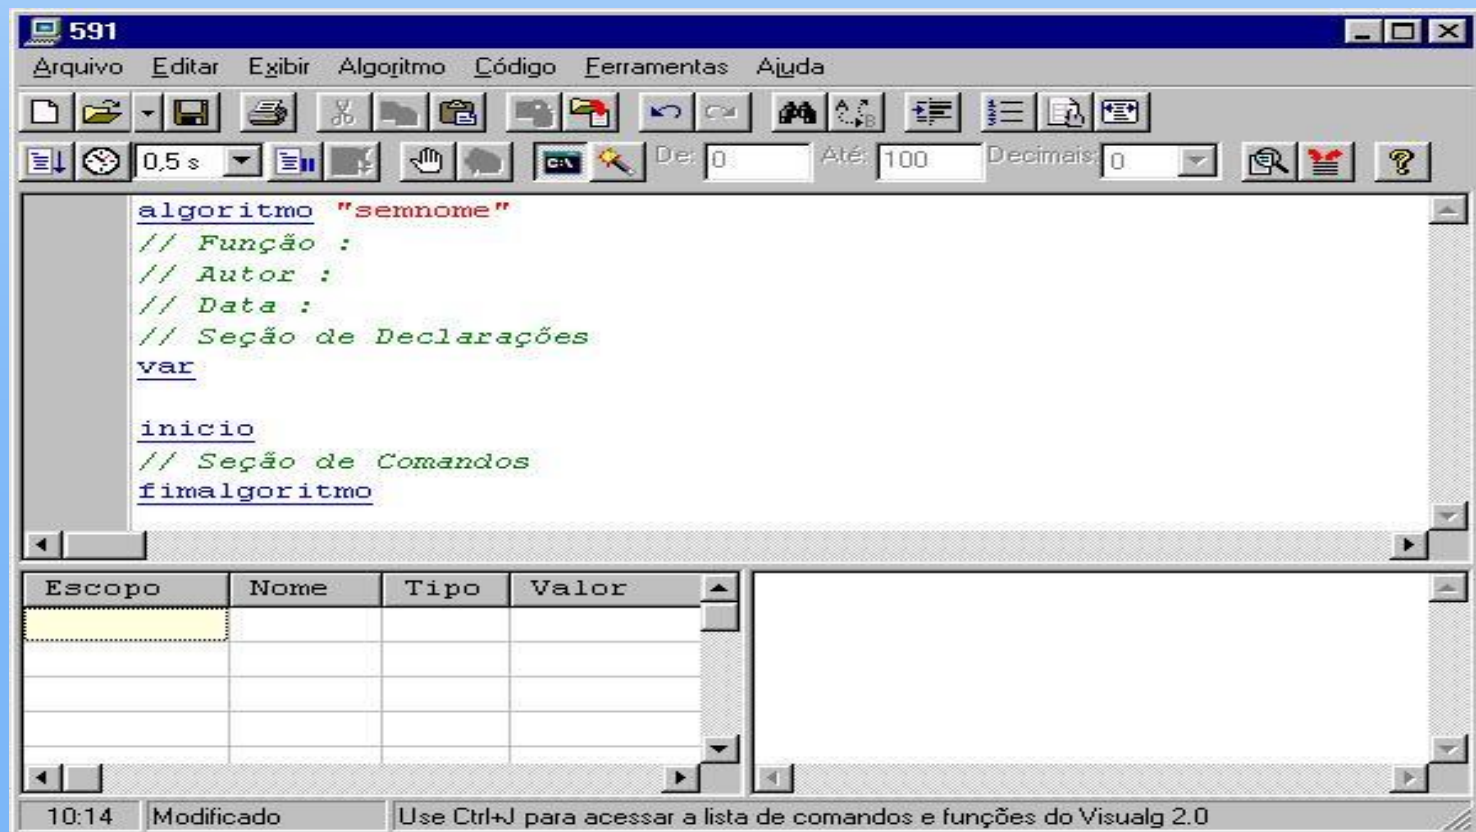 591
Arquivo Editar Exibir Algoritmo Código Ferramentas Ajuda
0,5 s De: 0 Até: 100 Decimais: 0
algoritmo "semnome"
// Função :
// Autor :
// Data :
// Seção de Declarações
var
inicio
// Seção de Comandos
fimalgoritmo
Escopo Nome Tipo Valor
10:14 Modificado Use Ctrl+J para acessar a lista de comandos e funções do Visualg 2.0